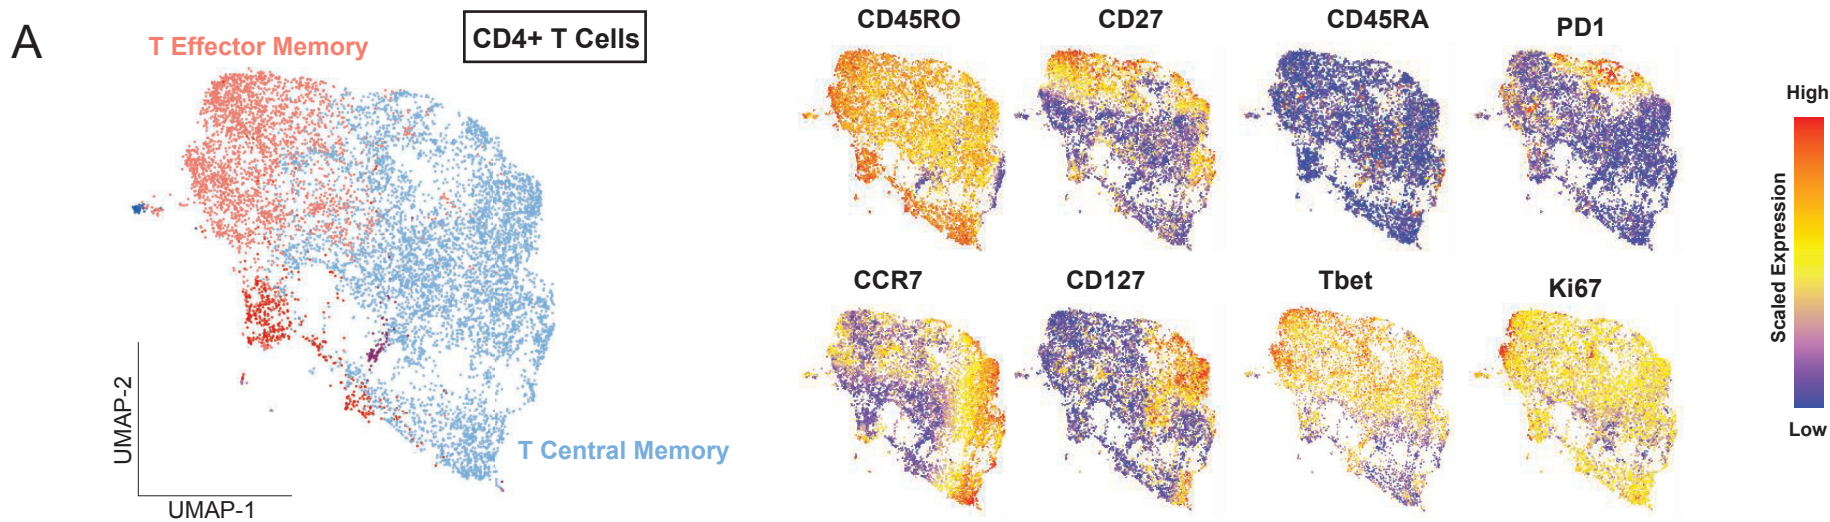 A
T Effector Memory
CD4+ T Cells
T Central Memory
UMAP-2
UMAP-1
CD45RO
CD27
CD45RA
PD1
CCR7
CD127
Tbet
Ki67
High
Scaled Expression
Low